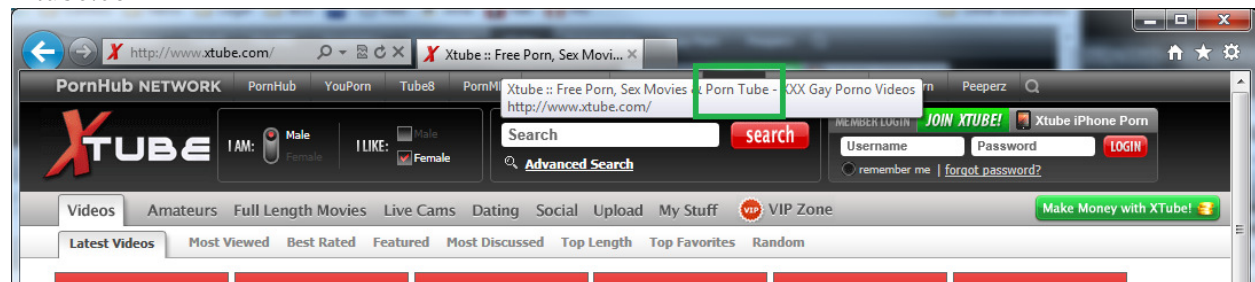 http://www.xtube.com/ Xtube :: Free Porn, Sex Movi...
PornHub NETWORK PornHub YouPorn Tube8 Peeperz
Xtube :: Free Porn, Sex Movies & Porn Tube - XXX Gay Porno Videos
http://www.xtube.com/
XTUBE
I AM: Male
Female
I LIKE: Male
Female
Search search
Advanced Search
MEMBER LOGIN JOIN XTUBE! Xtube iPhone Porn
Username Password LOGIN
remember me | forgot password?
Videos Amateurs Full Length Movies Live Cams Dating Social Upload My Stuff VIP VIP Zone Make Money with XTube!
Latest Videos Most Viewed Best Rated Featured Most Discussed Top Length Top Favorites Random